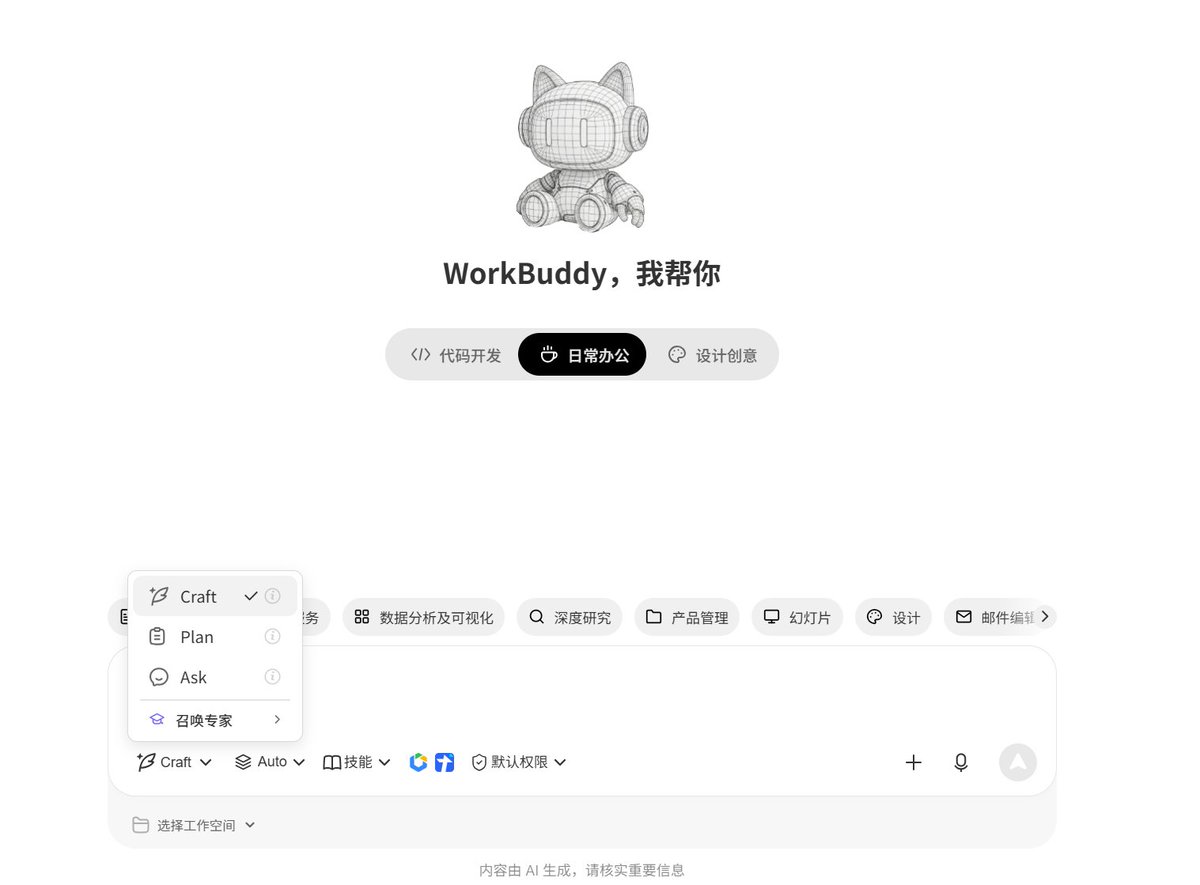 WorkBuddy，我帮你
代码开发 日常办公 设计创意
Craft
Plan
Ask
召唤专家
务 数据分析及可视化 深度研究 产品管理 幻灯片 设计 邮件编辑
Craft Auto 技能 默认权限
选择工作空间
内容由 AI 生成，请核实重要信息